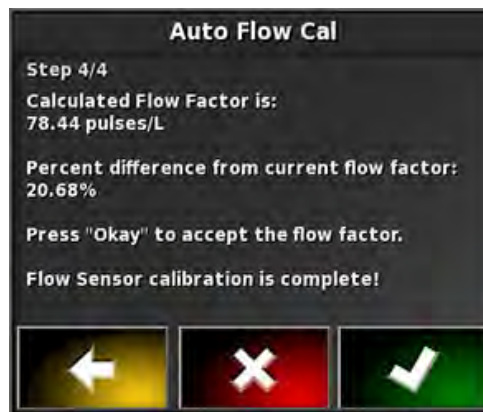 Auto Flow Cal
Step 4/4
Calculated Flow Factor is:
78.44 pulses/L
Percent difference from current flow factor:
20.68%
Press "Okay" to accept the flow factor.
Flow Sensor calibration is complete!